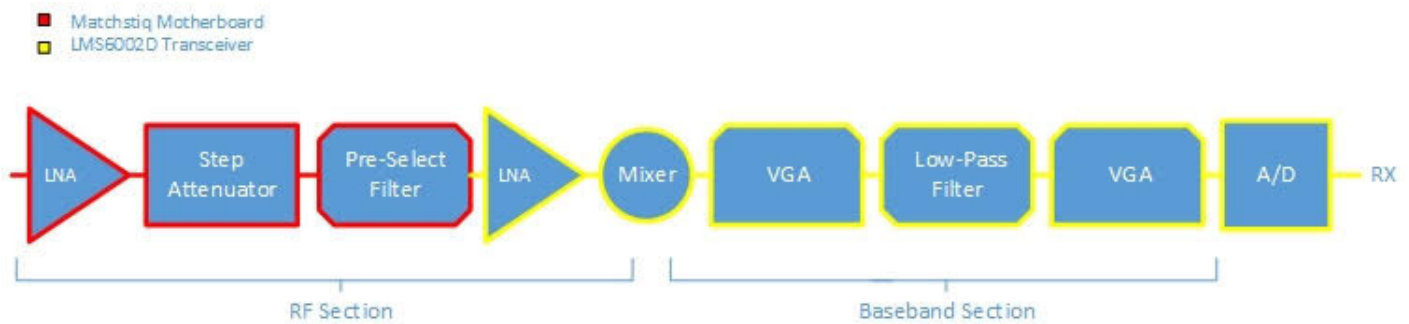 Matchstiq Motherboard
LMS6002D Transceiver
LNA
Step
Attenuator
Pre-Select
Filter
LNA
Mixer
VGA
Low-Pass
Filter
VGA
A/D
RX
RF Section
Baseband Section